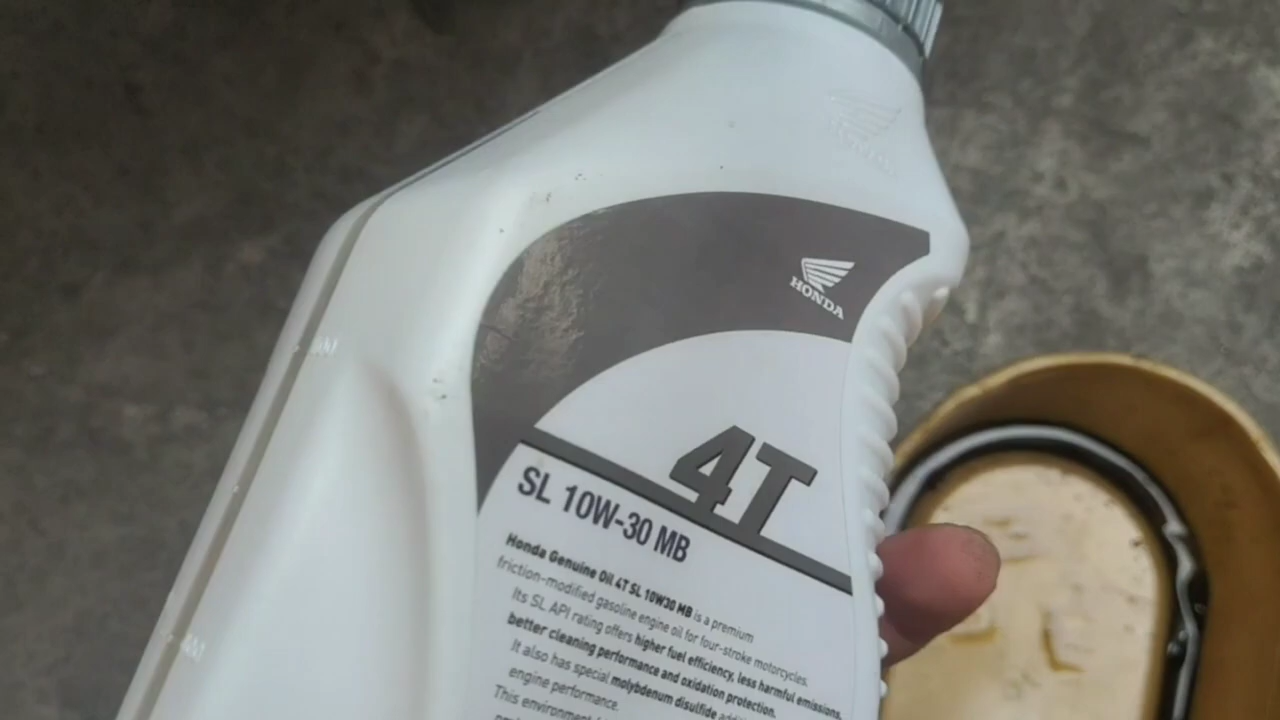 HONDA
4T
SL 10W-30 MB
Honda Genuine Oil 4T SL 10W30 MB is a premium
friction-modified gasoline engine oil for four-stroke motorcycles.
Its SL API rating offers higher fuel efficiency, less harmful emissions,
better cleaning performance and oxidation protection.
It also has special molybdenum disulfide
engine performance.
This